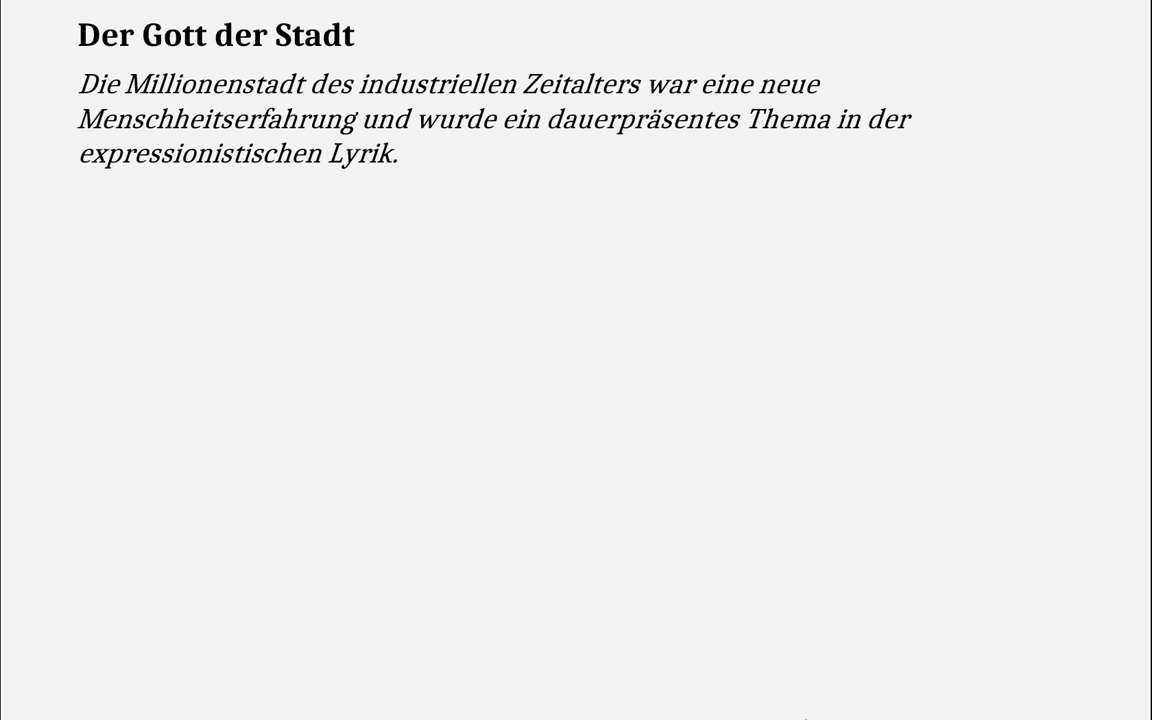 Der Gott der Stadt
Die Millionenstadt des industriellen Zeitalters war eine neue
Menschheitserfahrung und wurde ein dauerpräsentes Thema in der
expressionistischen Lyrik.